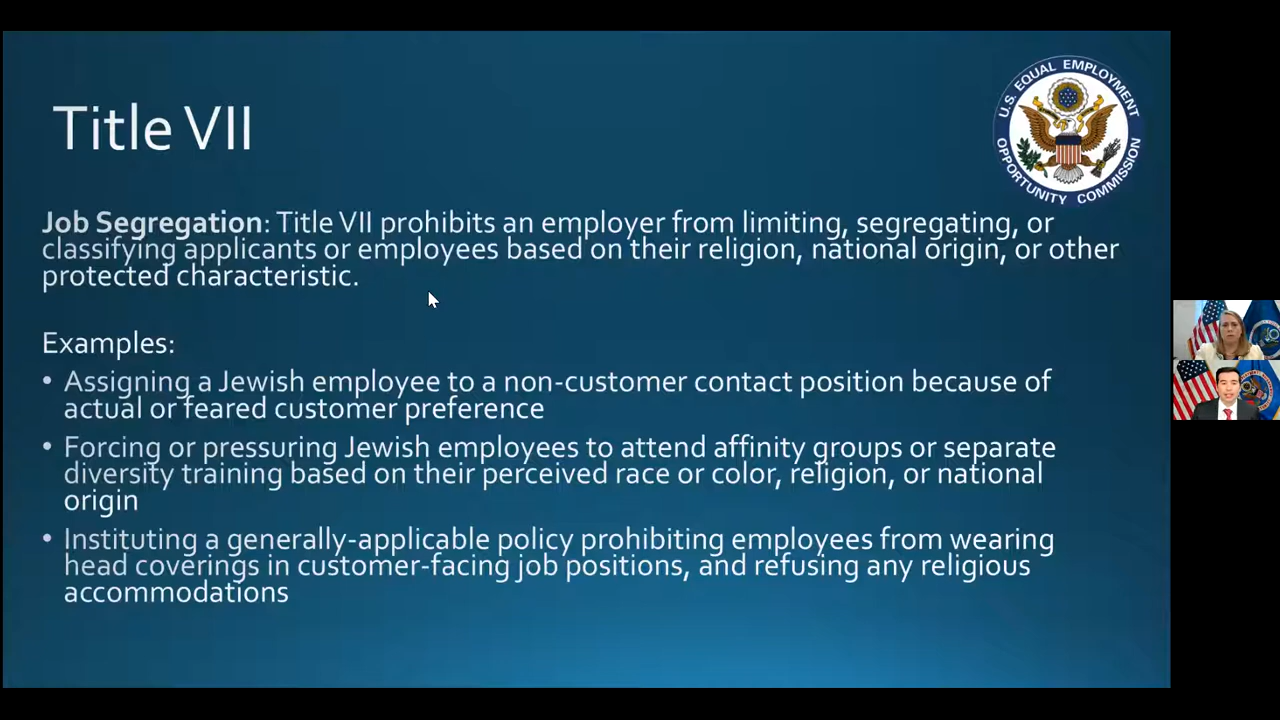 U.S. EQUAL EMPLOYMENT
OPPORTUNITY COMMISSION
Title VII
Job Segregation: Title VII prohibits an employer from limiting, segregating, or
classifying applicants or employees based on their religion, national origin, or other
protected characteristic.
Examples:
• Assigning a Jewish employee to a non-customer contact position because of
actual or feared customer preference
• Forcing or pressuring Jewish employees to attend affinity groups or separate
diversity training based on their perceived race or color, religion, or national
origin
• Instituting a generally-applicable policy prohibiting employees from wearing
head coverings in customer-facing job positions, and refusing any religious
accommodations